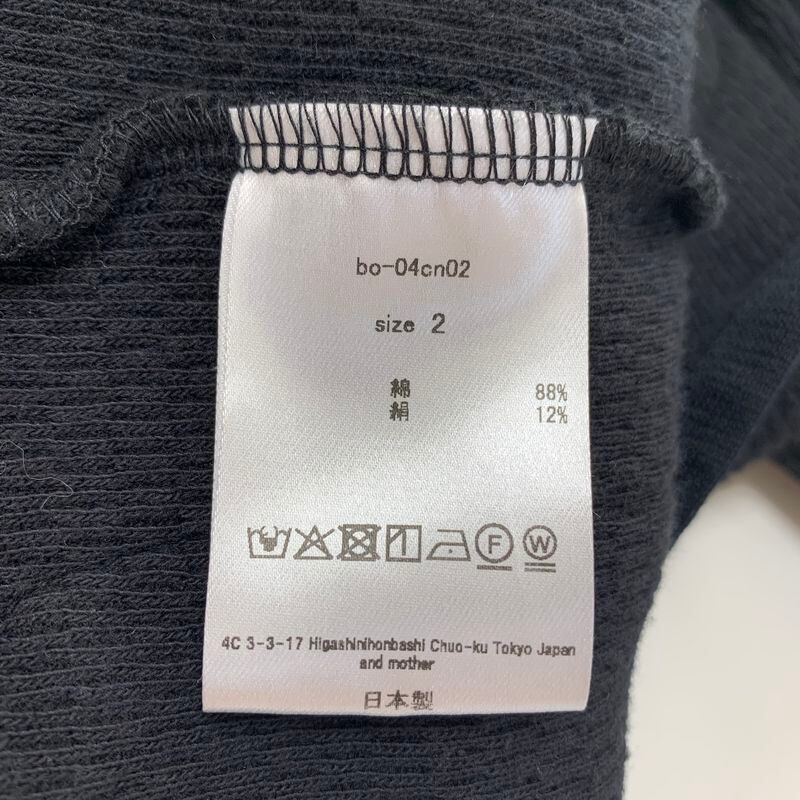 bo-04cn02
size 2
綿 88%
絹 12%
F W
4C 3-3-17 Higashinihonbashi Chuo-ku Tokyo Japan
and mother
日本製